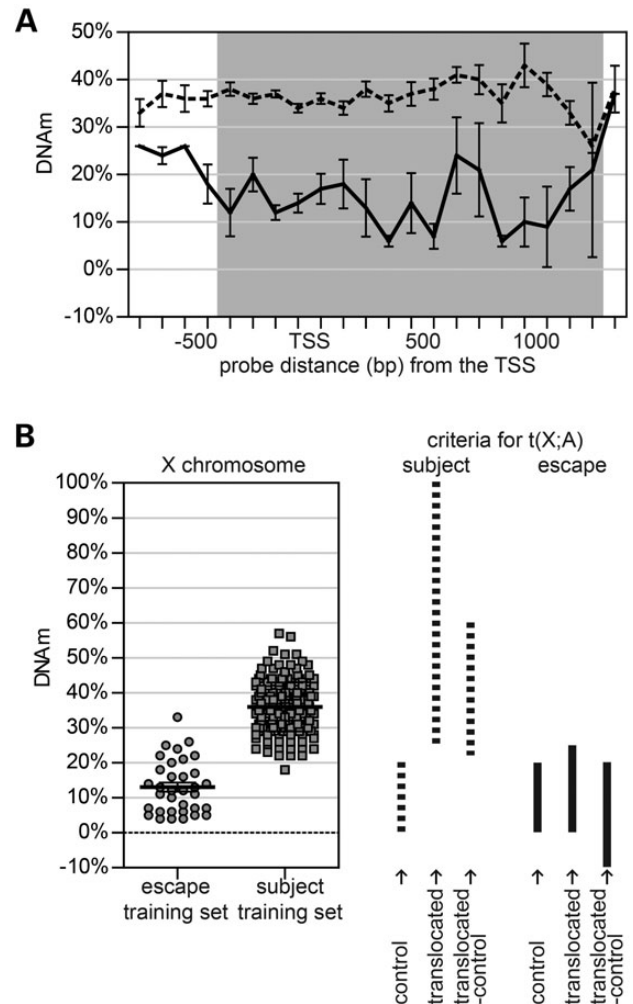 A
50%
40%
30%
20%
10%
0%
-10%
DNAm
-500 TSS 500 1000
probe distance (bp) from the TSS
B
X chromosome
criteria for t(X;A)
subject escape
100%
90%
80%
70%
60%
50%
40%
30%
20%
10%
0%
-10%
DNAm
escape
training set
subject
training set
control
translocated
translocated
-control
control
translocated
translocated
-control